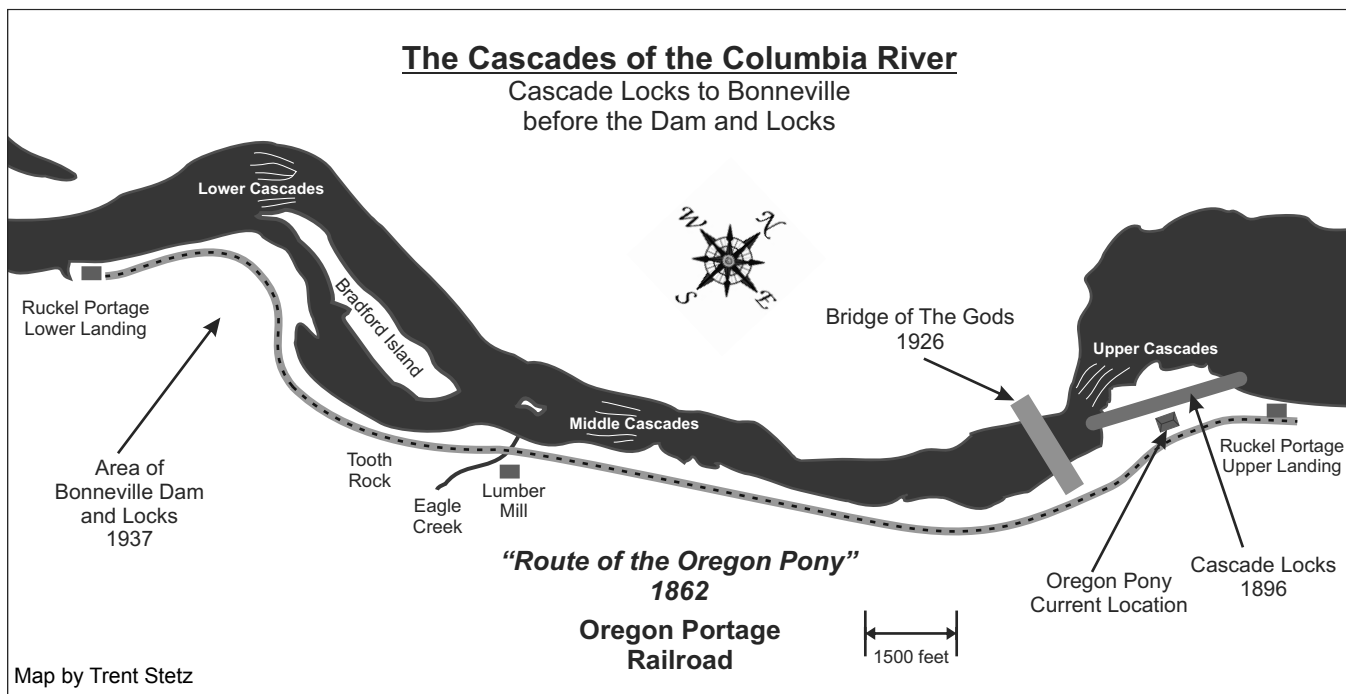 The Cascades of the Columbia River
Cascade Locks to Bonneville
before the Dam and Locks
Lower Cascades
W
N
S
E
Ruckel Portage
Lower Landing
Bradford Island
Bridge of The Gods
1926
Upper Cascades
Middle Cascades
Area of
Bonneville Dam
and Locks
1937
Tooth
Rock
Eagle
Creek
Lumber
Mill
Ruckel Portage
Upper Landing
"Route of the Oregon Pony"
1862
Oregon Portage
Railroad
1500 feet
Oregon Pony
Current Location
Cascade Locks
1896
Map by Trent Stetz